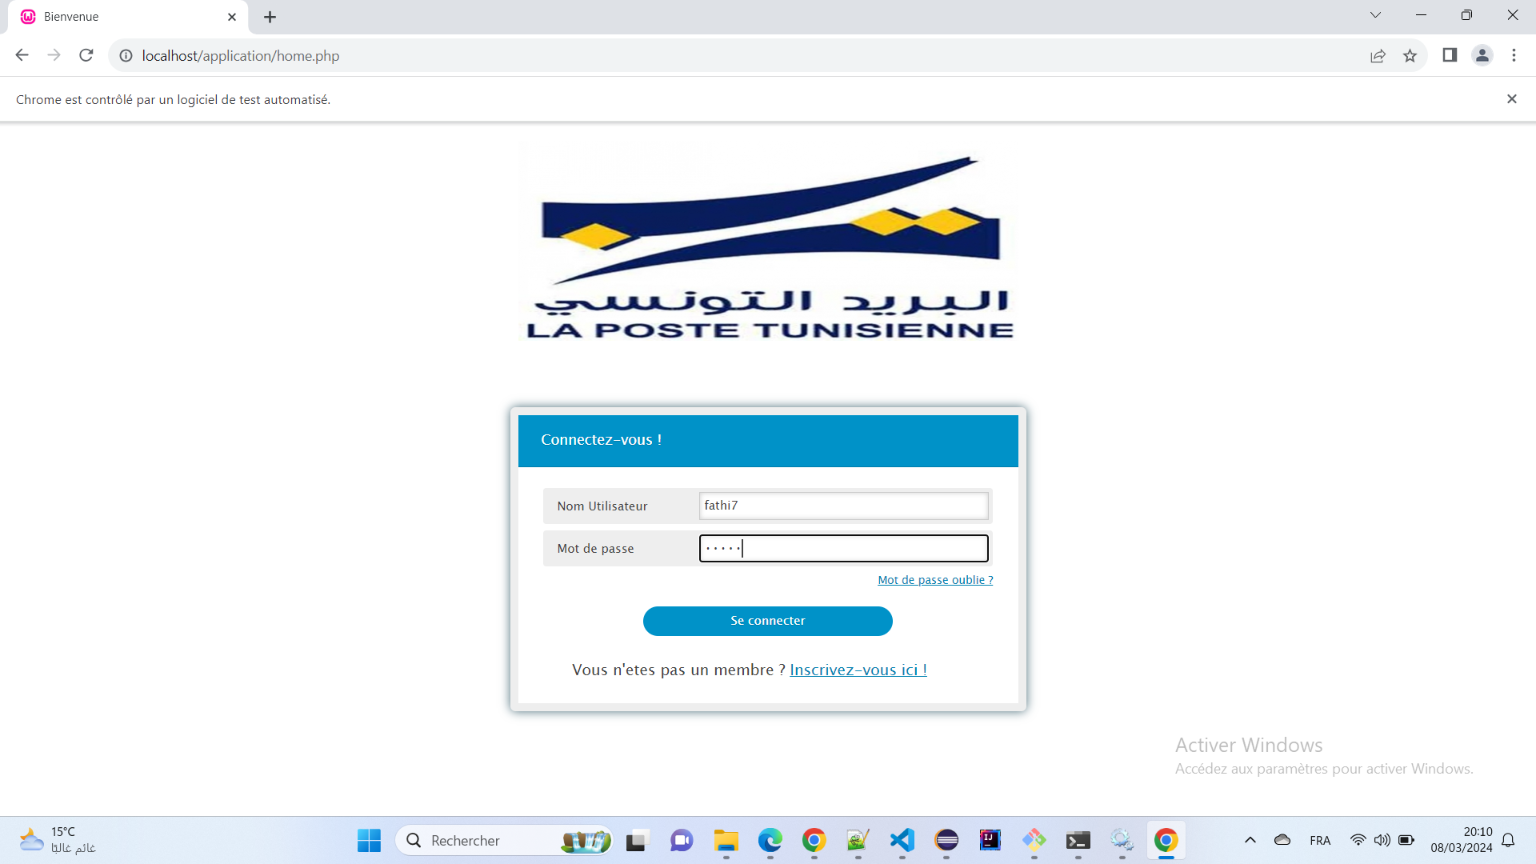 Bienvenue
localhost/application/home.php
Chrome est contrôlé par un logiciel de test automatisé.
البريد التونسي
LA POSTE TUNISIENNE
Connectez-vous !
Nom Utilisateur
fathi7
Mot de passe
•••••
Mot de passe oublie ?
Se connecter
Vous n'etes pas un membre ? Inscrivez-vous ici !
Activer Windows
Accédez aux paramètres pour activer Windows.
15°C
غائم غالبًا
Rechercher
FRA
20:10
08/03/2024